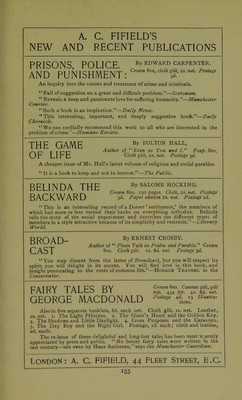 A. C. FIFIELD'S
NEW AND RECENT PUBLICATIONS
PRISONS, POLICE. By EDWARD CARPENTER.
AND PUNISHMENT: Crown 8vo, cloth gilt, 2s. net. Postage 3d.
An inquiry into the causes and treatment of crime and criminals.
"Full of suggestion on a great and difficult problem."—Scotsman.
"Reveals a deep and passionate love for suffering humanity."—Manchester
Courier.
"Such a book is an inspiration."—Daily News.
"This interesting, important, and deeply suggestive book."—Daily
Chronicle.
"We can cordially recommend this work to all who are interested in the
problem of crime."—Humane Review.
THE GAME By BOLTON HALL,
OF LIFE Author of "Even as You and I." Fcap. 8vo,
Cloth gilt, 2s. net. Postage 3d.
A cheaper issue of Mr. Hall's latest volume of religious and social parables
"It is a book to keep and not to borrow."—The Public.
BELINDA THE By SALOME HOCKING.
BACKWARD Crown 8vo. 192 pages. Cloth, 2s. net. Postage
3d. Paper edition 1s. net. Postage 2d.
"This is an interesting record of a Dorset 'settlement,' the members of
which had more or less turned their backs on everything orthodox. Belinda
tells the story of the social experiment and describes the different types of
members in a style attractive because of its simplicity and restraint."—Literary
World.
BROAD- By ERNEST CROSBY.
CAST Author of "Plain Talk in Psalm and Parable." Crown
8vo. Cloth gilt. 1s. 6d. net. Postage 3d.
"You may dissent from the bases of Broadcast, but you will respect its
spirit, you will delight in its succes. You will feel love in this book, and
insight penetrating to the roots of common life."—HORACE TRAUBEL in the
Conservator.
FAIRY TALES BY Crown 8vo, Canvas gilt, gilt
GEORGE MACDONALD top. 434 pp. 3s. 6d. net.
Postage 4d. 13 Illustra-
tions.
Also in five separate booklets, 6d. each net. Cloth gilt, 1s. net. Leather,
2s. net. 1. The Light Princess. 2. The Giant's Heart and the Golden Key.
3. The Shadows and Little Daylight. 4. Cross Purposes and the Carasoyn.
5. The Day Boy and the Night Girl. Postage, 1d. each; cloth and leather,
2d. each.
The re-issue of these delightful and long-lost tales has been most warmly
appreciated by press and public. "No better fairy tales were written in the
last century—not even by Hans Andersen," says the Manchester Guardian.
LONDON: A. C. FIFIELD, 44 FLEET STREET, E.C.
155